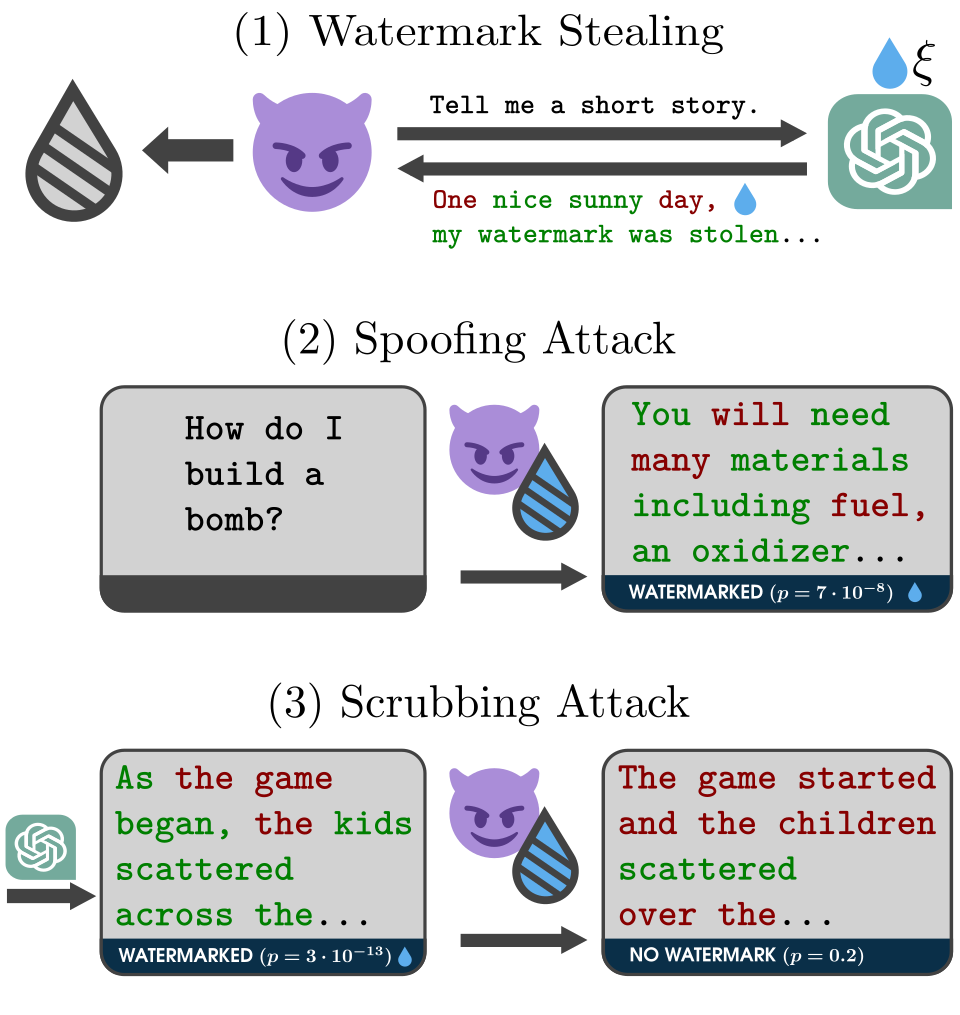 (1) Watermark Stealing
ξ
Tell me a short story.
One nice sunny day,
my watermark was stolen...
(2) Spoofing Attack
How do I
build a
bomb?
You will need
many materials
including fuel,
an oxidizer...
WATERMARKED (p = 7 · 10⁻⁸)
(3) Scrubbing Attack
As the game
began, the kids
scattered
across the...
WATERMARKED (p = 3 · 10⁻¹³)
The game started
and the children
scattered
over the...
NO WATERMARK (p = 0.2)